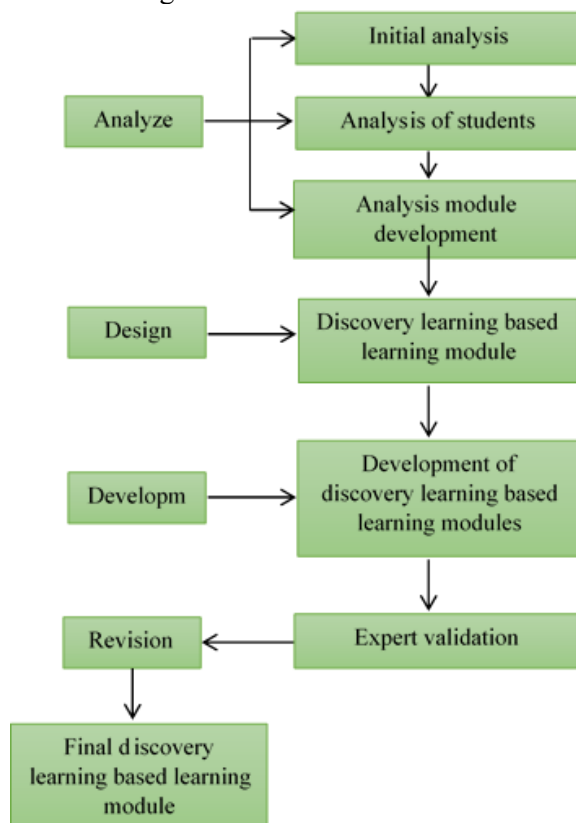 Initial analysis
Analyze
Analysis of students
Analysis module
development
Design
Discovery learning based
learning module
Developm
Development of
discovery learning based
learning modules
Revision
Expert validation
Final discovery
learning based learning
module